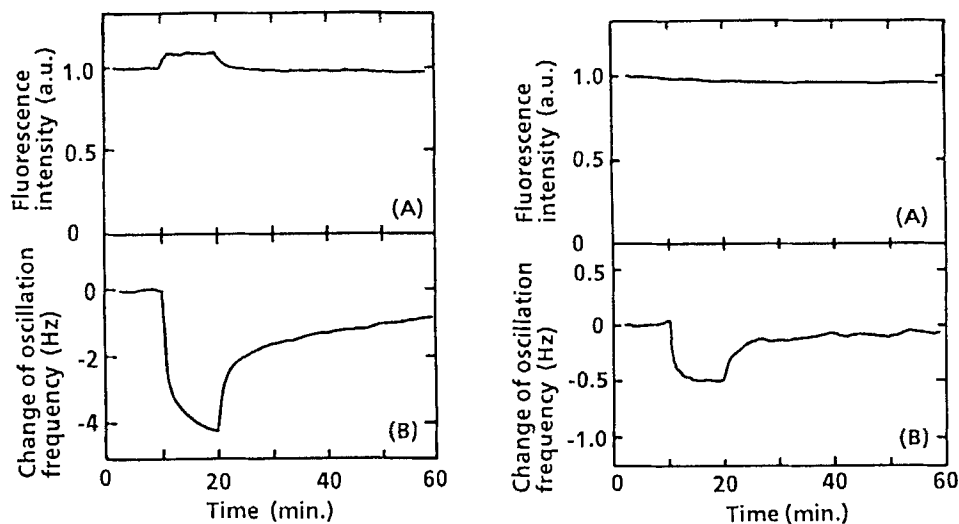 Fluorescence
intensity (a.u.)
1.0
0.5
0
(A)
Change of oscillation
frequency (Hz)
0
-2
-4
(B)
0 20 40 60
Time (min.)
Fluorescence
intensity (a.u.)
1.0
0.5
0
(A)
Change of oscillation
frequency (Hz)
0.5
0
-0.5
-1.0
(B)
0 20 40 60
Time (min.)